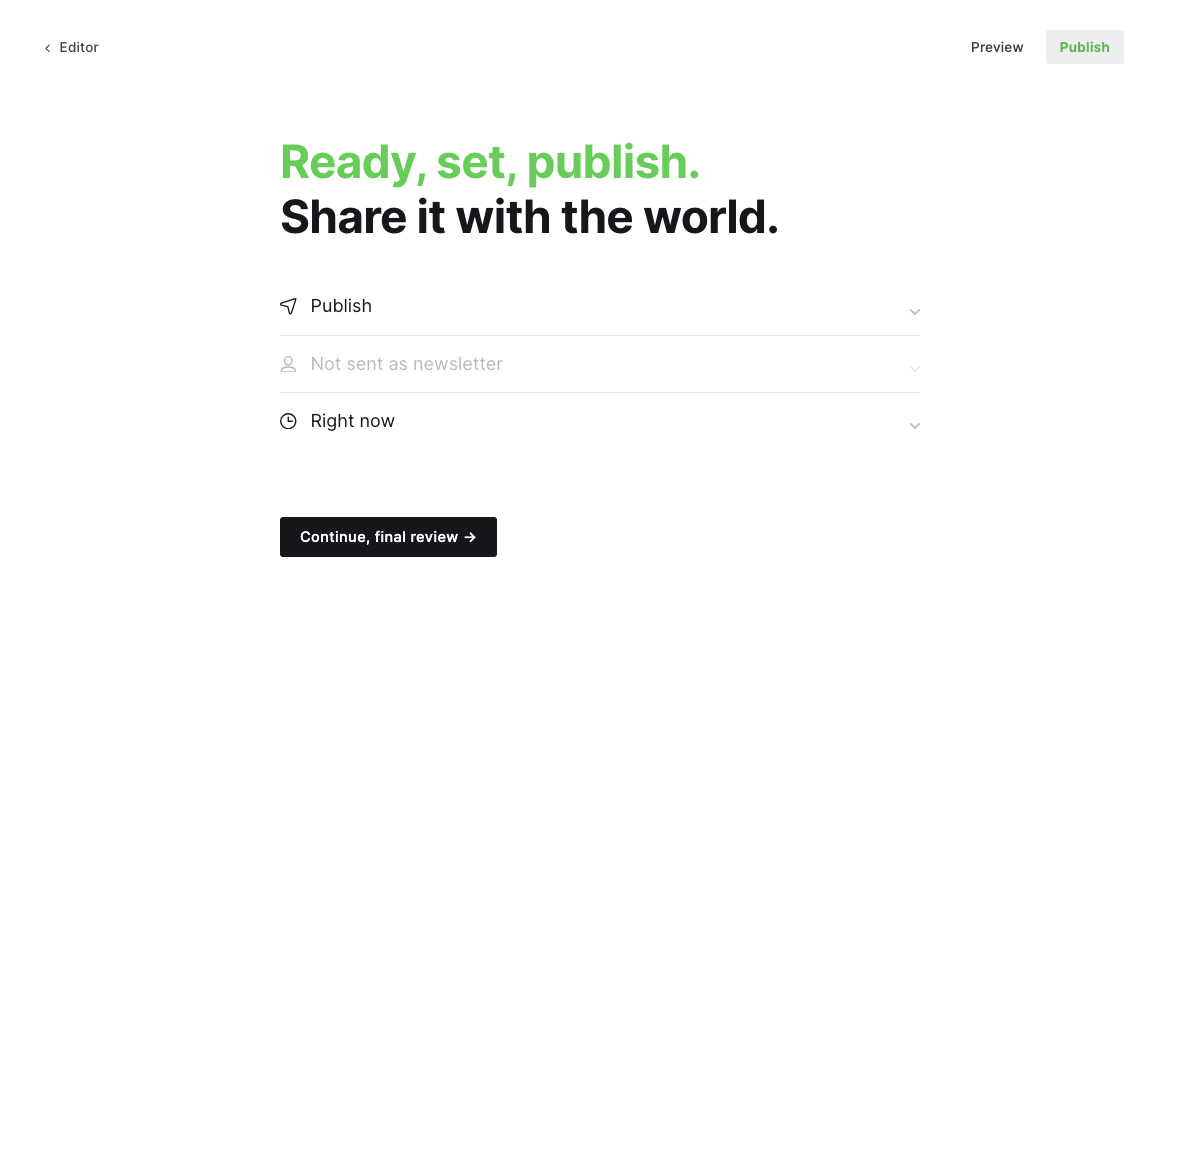 Editor
Preview
Publish
Ready, set, publish.
Share it with the world.
Publish
Not sent as newsletter
Right now
Continue, final review →